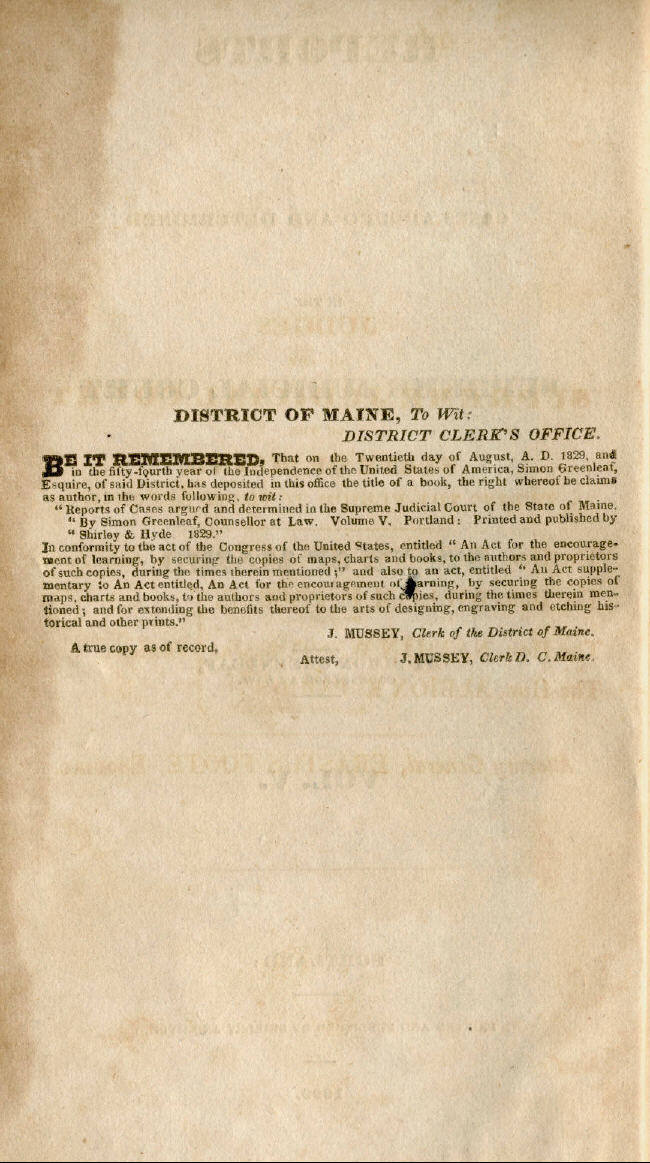 DISTRICT OF MAINE, To Wit:
DISTRICT CLERK'S OFFICE.
BE IT REMEMBERED, That on the Twentieth day of August, A. D. 1829, and
in the fifty-fourth year of the Independence of the United States of America, Simon Greenleaf,
Esquire, of said District, has deposited in this office the title of a book, the right whereof he claims
as author, in the words following, to wit:
"Reports of Cases argued and determined in the Supreme Judicial Court of the State of Maine.
" By Simon Greenleaf, Counsellor at Law. Volume V. Portland: Printed and published by
" Shirley & Hyde 1829."
In conformity to the act of the Congress of the United States, entitled " An Act for the encourage-
ment of learning, by securing the copies of maps, charts and books, to the authors and proprietors
of such copies, during the times therein mentioned;" and also to an act, entitled " An Act supple-
mentary to An Act entitled, An Act for the encouragement of learning, by securing the copies of
maps, charts and books, to the authors and proprietors of such copies, during the times therein men-
tioned; and for extending the benefits thereof to the arts of designing, engraving and etching his-
torical and other prints."
J. MUSSEY, Clerk of the District of Maine.
A true copy as of record,
Attest, J. MUSSEY, Clerk D. C. Maine.